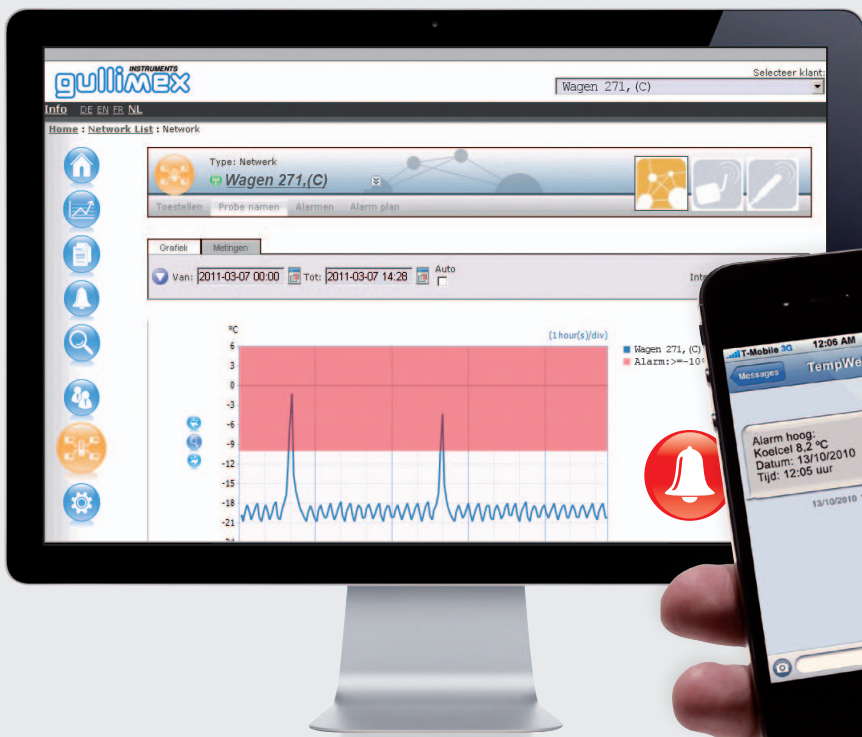 INSTRUMENTS
gullimex
Selecteer klant:
Wagen 271,(C)
Info DE EN FR NL
Home : Network List : Network
Type: Netwerk
Wagen 271,(C)
Toestellen Probe namen Alarmen Alarm plan
Grafiek Metingen
Van: 2011-03-07 00:00 Tot: 2011-03-07 14:28 Auto
°C
(1 hour(s)/div)
6
3
0
-3
-6
-9
-12
-15
-18
-21
Wagen 271,(C)
Alarm:>=-10°
T-Mobile 3G 12:06 AM
Messages
Alarm hoog:
Koelcel 8,2 °C
Datum: 13/10/2010
Tijd: 12:05 uur
13/10/2010